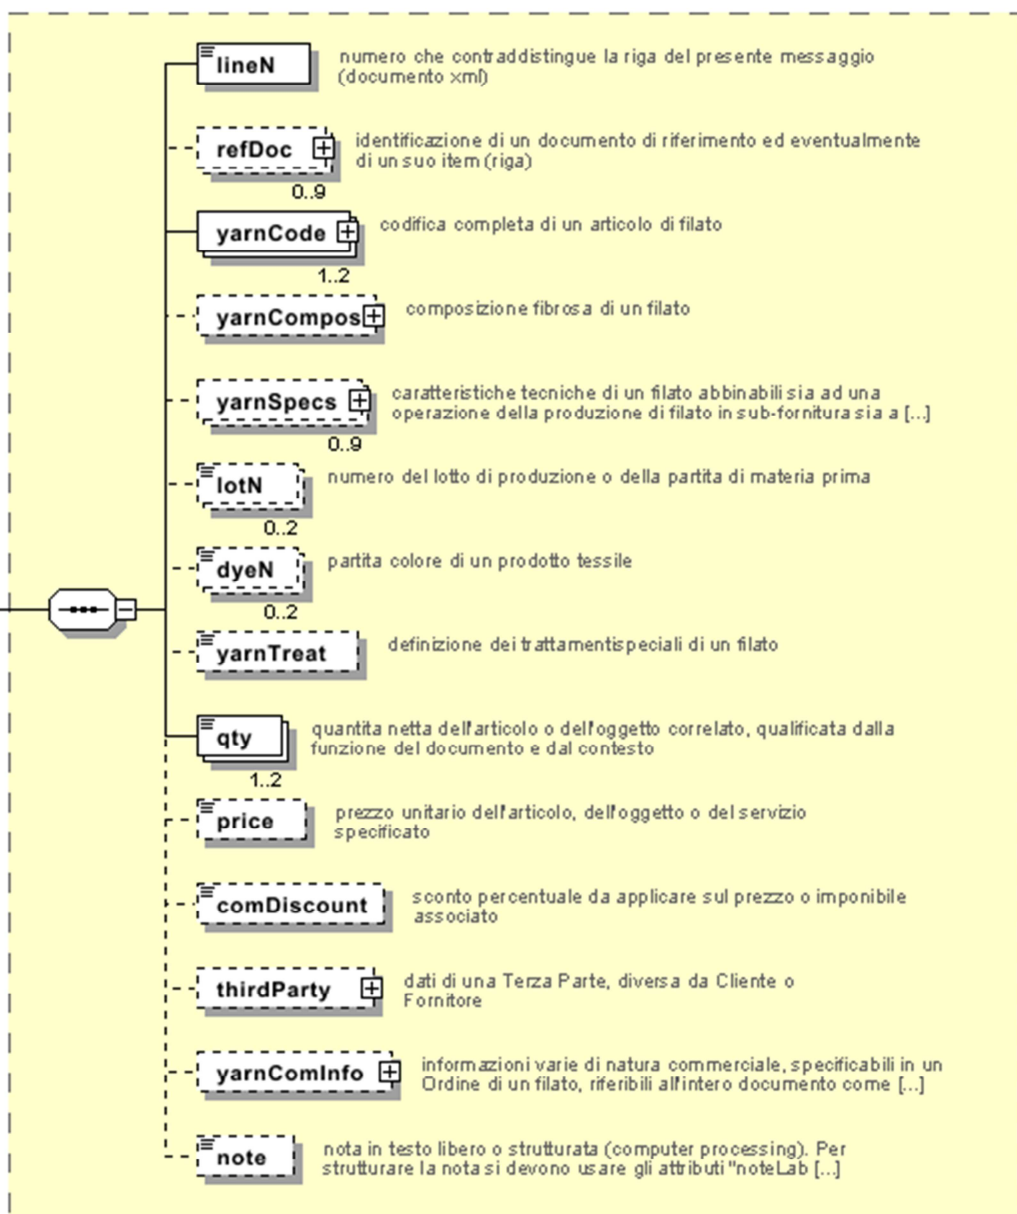 lineN
numero che contraddistingue la riga del presente messaggio
(documento xml)
refDoc
identificazione di un documento di riferimento ed eventualmente
di un suo item (riga)
0..9
yarnCode
codifica completa di un articolo di filato
1..2
yarnCompos
composizione fibrosa di un filato
yarnSpecs
caratteristiche tecniche di un filato abbinabili sia ad una
operazione della produzione di filato in sub-fornitura sia a [...]
0..9
lotN
numero del lotto di produzione o della partita di materia prima
0..2
dyeN
partita colore di un prodotto tessile
0..2
yarnTreat
definizione dei trattamenti speciali di un filato
qty
quantita netta dell'articolo o dell'oggetto correlato, qualificata dalla
funzione del documento e dal contesto
1..2
price
prezzo unitario dell'articolo, dell'oggetto o del servizio
specificato
comDiscount
sconto percentuale da applicare sul prezzo o imponibile
associato
thirdParty
dati di una Terza Parte, diversa da Cliente o
Fornitore
yarnComInfo
informazioni varie di natura commerciale, specificabili in un
Ordine di un filato, riferibili all'intero documento come [...]
note
nota in testo libero o strutturata (computer processing). Per
strutturare la nota si devono usare gli attributi "noteLab [...]